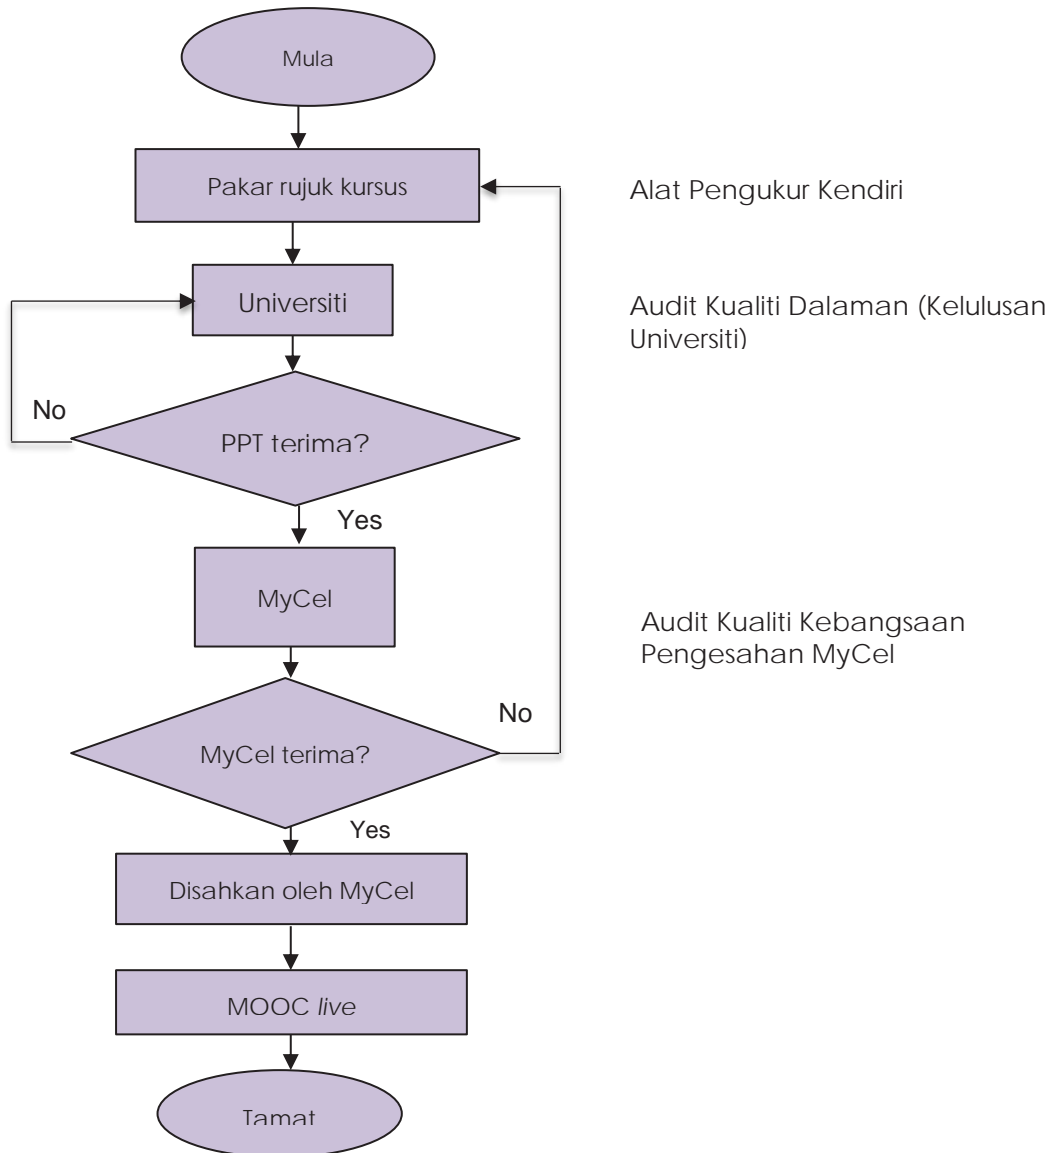 Mula
Pakar rujuk kursus
Alat Pengukur Kendiri
Universiti
Audit Kualiti Dalaman (Kelulusan
Universiti)
No
PPT terima?
Yes
MyCel
Audit Kualiti Kebangsaan
Pengesahan MyCel
No
MyCel terima?
Yes
Disahkan oleh MyCel
MOOC live
Tamat